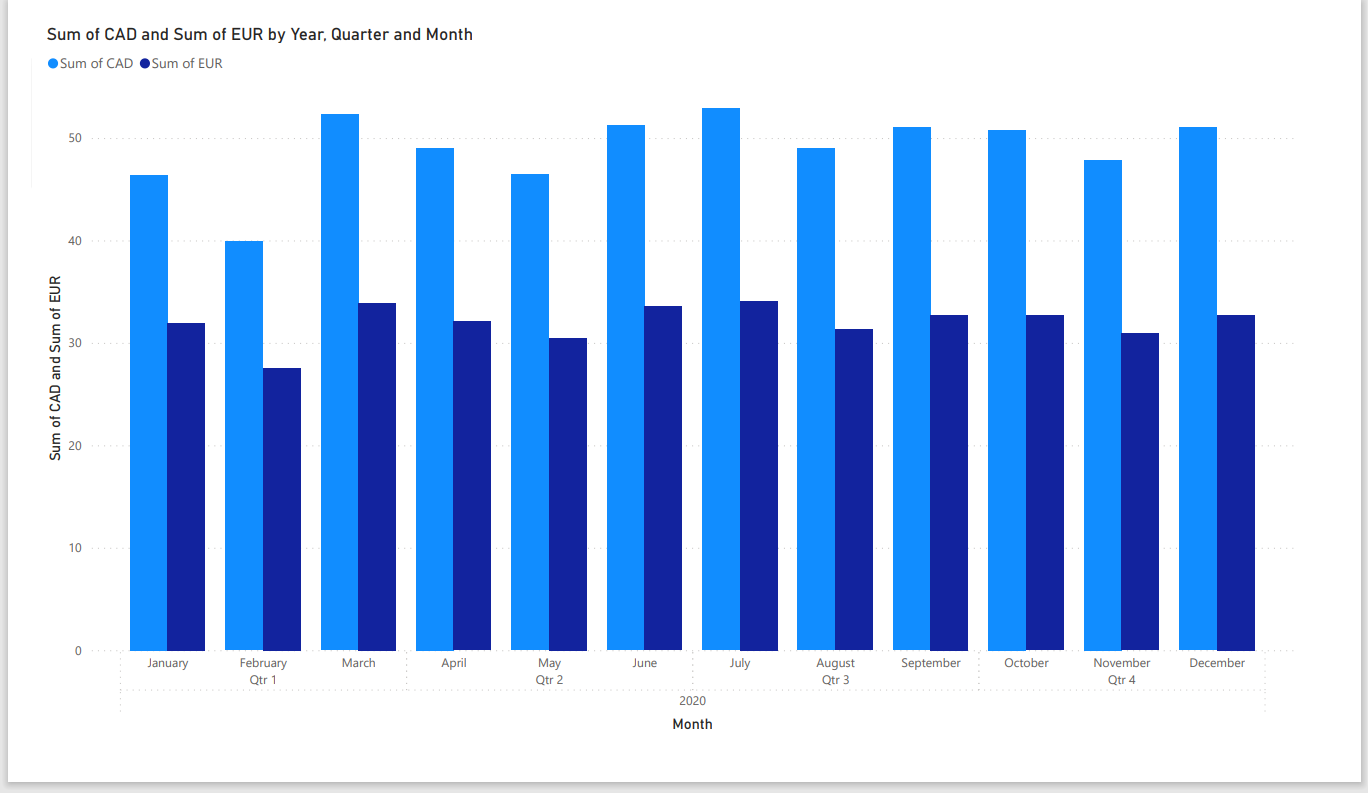 Sum of CAD and Sum of EUR by Year, Quarter and Month
Sum of CAD Sum of EUR
Sum of CAD and Sum of EUR
50
40
30
20
10
0
January February March April May June July August September October November December
Qtr 1 Qtr 2 Qtr 3 Qtr 4
2020
Month